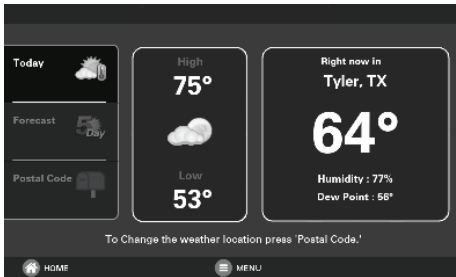 Today
Forecast
5 Day
Postal Code
High
75°
Low
53°
Right now in
Tyler, TX
64°
Humidity : 77%
Dew Point : 56°
To Change the weather location press 'Postal Code.'
HOME
MENU